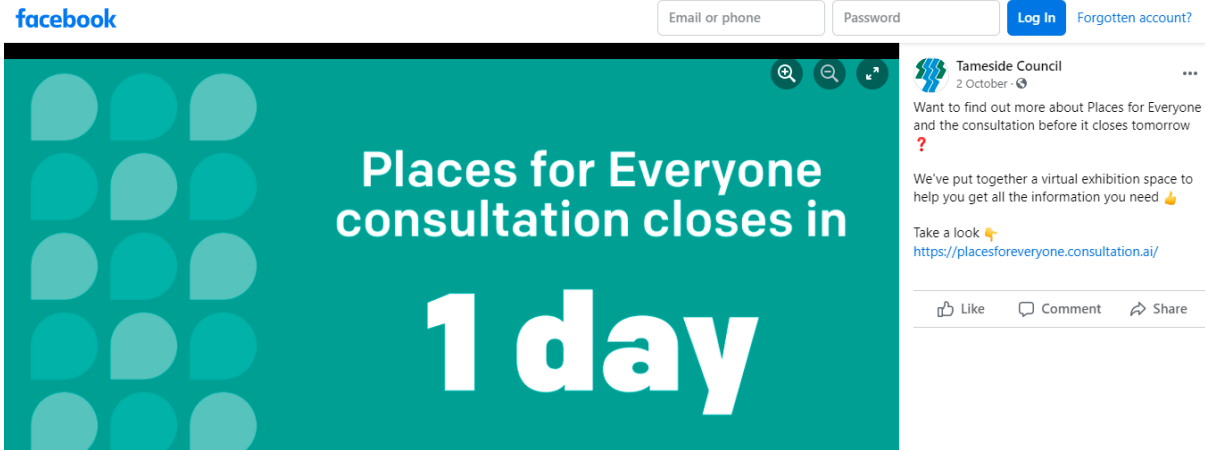 facebook
Email or phone
Password
Log In
Forgotten account?
Places for Everyone
consultation closes in
1 day
Tameside Council
2 October ·
Want to find out more about Places for Everyone
and the consultation before it closes tomorrow
❓
We've put together a virtual exhibition space to
help you get all the information you need 👍
Take a look 👇
https://placesforeveryone.consultation.ai/
Like
Comment
Share